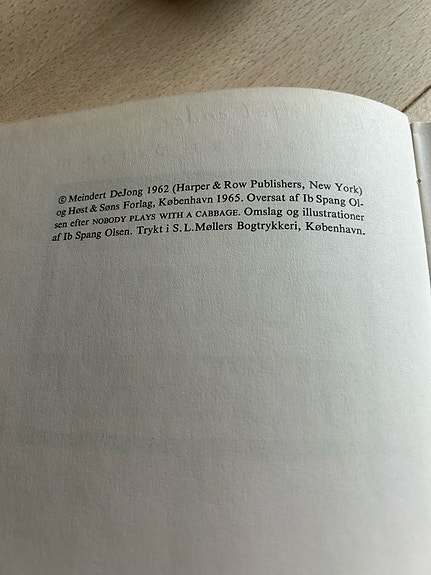 © Meindert DeJong 1962 (Harper & Row Publishers, New York)
og Høst & Søns Forlag, København 1965. Oversat af Ib Spang Ol-
sen efter NOBODY PLAYS WITH A CABBAGE. Omslag og illustrationer
af Ib Spang Olsen. Trykt i S. L. Møllers Bogtrykkeri, København.